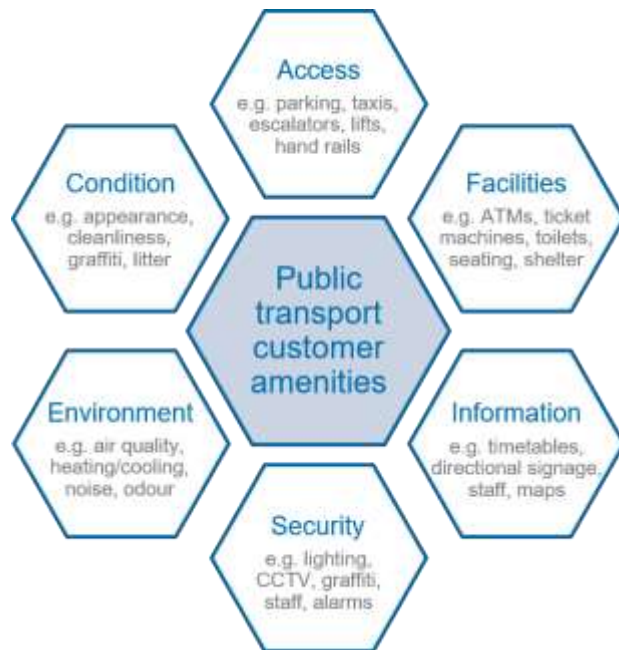 Access
e.g. parking, taxis,
escalators, lifts,
hand rails
Condition
e.g. appearance,
cleanliness,
graffiti, litter
Facilities
e.g. ATMs, ticket
machines, toilets,
seating, shelter
Public
transport
customer
amenities
Environment
e.g. air quality,
heating/cooling,
noise, odour
Information
e.g. timetables,
directional signage,
staff, maps
Security
e.g. lighting,
CCTV, graffiti,
staff, alarms